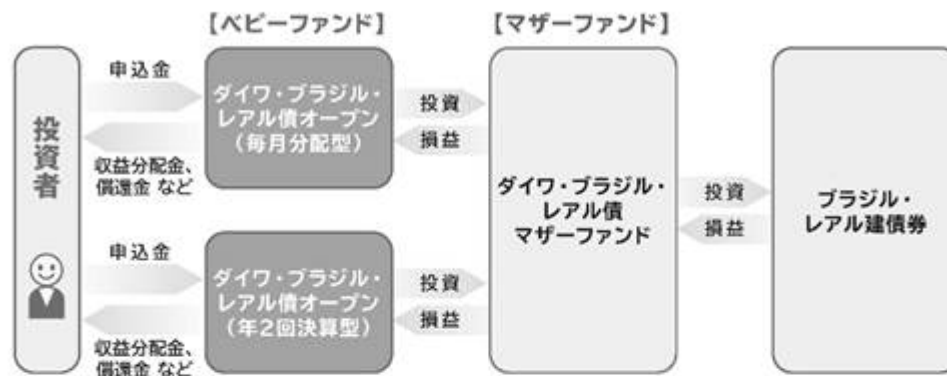 【ベビーファンド】
【マザーファンド】
投資者
申込金
収益分配金、
償還金 など
ダイワ・ブラジル・
レアル債オープン
（毎月分配型）
投資
損益
申込金
収益分配金、
償還金 など
ダイワ・ブラジル・
レアル債オープン
（年2回決算型）
投資
損益
ダイワ・ブラジル・
レアル債
マザーファンド
投資
損益
ブラジル・
レアル建債券